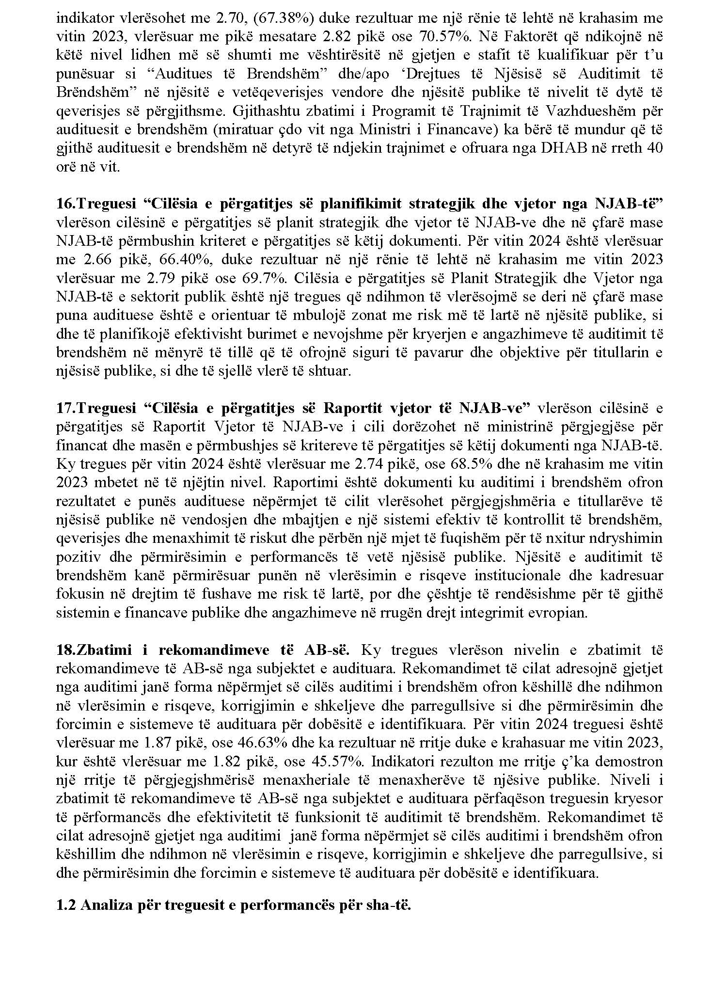 indikator vlerësohet me 2.70, (67.38%) duke rezultuar me një rënie të lehtë në krahasim me
vitin 2023, vlerësuar me pikë mesatare 2.82 pikë ose 70.57%. Në Faktorët që ndikojnë në
këtë nivel lidhen më së shumti me vështirësitë në gjetjen e stafit të kualifikuar për t’u
punësuar si “Auditues të Brendshëm” dhe/apo ‘Drejtues të Njësisë së Auditimit të
Brëndshëm” në njësitë e vetëqeverisjes vendore dhe njësitë publike të nivelit të dytë të
qeverisjes së përgjithsme. Gjithashtu zbatimi i Programit të Trajnimit të Vazhdueshëm për
audituesit e brendshëm (miratuar çdo vit nga Ministri i Financave) ka bërë të mundur që të
gjithë audituesit e brendshëm në detyrë të ndjekin trajnimet e ofruara nga DHAB në rreth 40
orë në vit.
16.Treguesi “Cilësia e përgatitjes së planifikimit strategjik dhe vjetor nga NJAB-të”
vlerëson cilësinë e përgatitjes së planit strategjik dhe vjetor të NJAB-ve dhe në çfarë mase
NJAB-të përmbushin kriteret e përgatitjes së këtij dokumenti. Për vitin 2024 është vlerësuar
me 2.66 pikë, 66.40%, duke rezultuar në një rënie të lehtë në krahasim me vitin 2023
vlerësuar me 2.79 pikë ose 69.7%. Cilësia e përgatitjes së Planit Strategjik dhe Vjetor nga
NJAB-të e sektorit publik është një tregues që ndihmon të vlerësojmë se deri në çfarë mase
puna audituese është e orientuar të mbulojë zonat me risk më të lartë në njësitë publike, si
dhe të planifikojë efektivisht burimet e nevojshme për kryerjen e angazhimeve të auditimit të
brendshëm në mënyrë të tillë që të ofrojnë siguri të pavarur dhe objektive për titullarin e
njësisë publike, si dhe të sjellë vlerë të shtuar.
17.Treguesi “Cilësia e përgatitjes së Raportit vjetor të NJAB-ve” vlerëson cilësinë e
përgatitjes së Raportit Vjetor të NJAB-ve i cili dorëzohet në ministrinë përgjegjëse për
financat dhe masën e përmbushjes së kritereve të përgatitjes së këtij dokumenti nga NJAB-të.
Ky tregues për vitin 2024 është vlerësuar me 2.74 pikë, ose 68.5% dhe në krahasim me vitin
2023 mbetet në të njëjtin nivel. Raportimi është dokumenti ku auditimi i brendshëm ofron
rezultatet e punës audituese nëpërmjet të cilit vlerësohet përgjegjshmëria e titullarëve të
njësisë publike në vendosjen dhe mbajtjen e një sistemi efektiv të kontrollit të brendshëm,
qeverisjes dhe menaxhimit të riskut dhe përbën një mjet të fuqishëm për të nxitur ndryshimin
pozitiv dhe përmirësimin e performancës të vetë njësisë publike. Njësitë e auditimit të
brendshëm kanë përmirësuar punën në vlerësimin e risqeve institucionale dhe kadresuar
fokusin në drejtim të fushave me risk të lartë, por dhe çështje të rendësishme për të gjithë
sistemin e financave publike dhe angazhimeve në rrugën drejt integrimit evropian.
18.Zbatimi i rekomandimeve të AB-së. Ky tregues vlerëson nivelin e zbatimit të
rekomandimeve të AB-së nga subjektet e audituara. Rekomandimet të cilat adresojnë gjetjet
nga auditimi janë forma nëpërmjet së cilës auditimi i brendshëm ofron këshillë dhe ndihmon
në vlerësimin e risqeve, korrigjimin e shkeljeve dhe parregullsive si dhe përmirësimin dhe
forcimin e sistemeve të audituara për dobësitë e identifikuara. Për vitin 2024 treguesi është
vlerësuar me 1.87 pikë, ose 46.63% dhe ka rezultuar në rritje duke e krahasuar me vitin 2023,
kur është vlerësuar me 1.82 pikë, ose 45.57%. Indikatori rezulton me rritje ç’ka demostron
një rritje të përgjegjshmërisë menaxheriale të menaxherëve të njësive publike. Niveli i
zbatimit të rekomandimeve të AB-së nga subjektet e audituara përfaqëson treguesin kryesor
të përformancës dhe efektivitetit të funksionit të auditimit të brendshëm. Rekomandimet të
cilat adresojnë gjetjet nga auditimi janë forma nëpërmjet së cilës auditimi i brendshëm ofron
këshillim dhe ndihmon në vlerësimin e risqeve, korrigjimin e shkeljeve dhe parregullsive, si
dhe përmirësimin dhe forcimin e sistemeve të audituara për dobësitë e identifikuara.
1.2 Analiza për treguesit e performancës për sha-të.